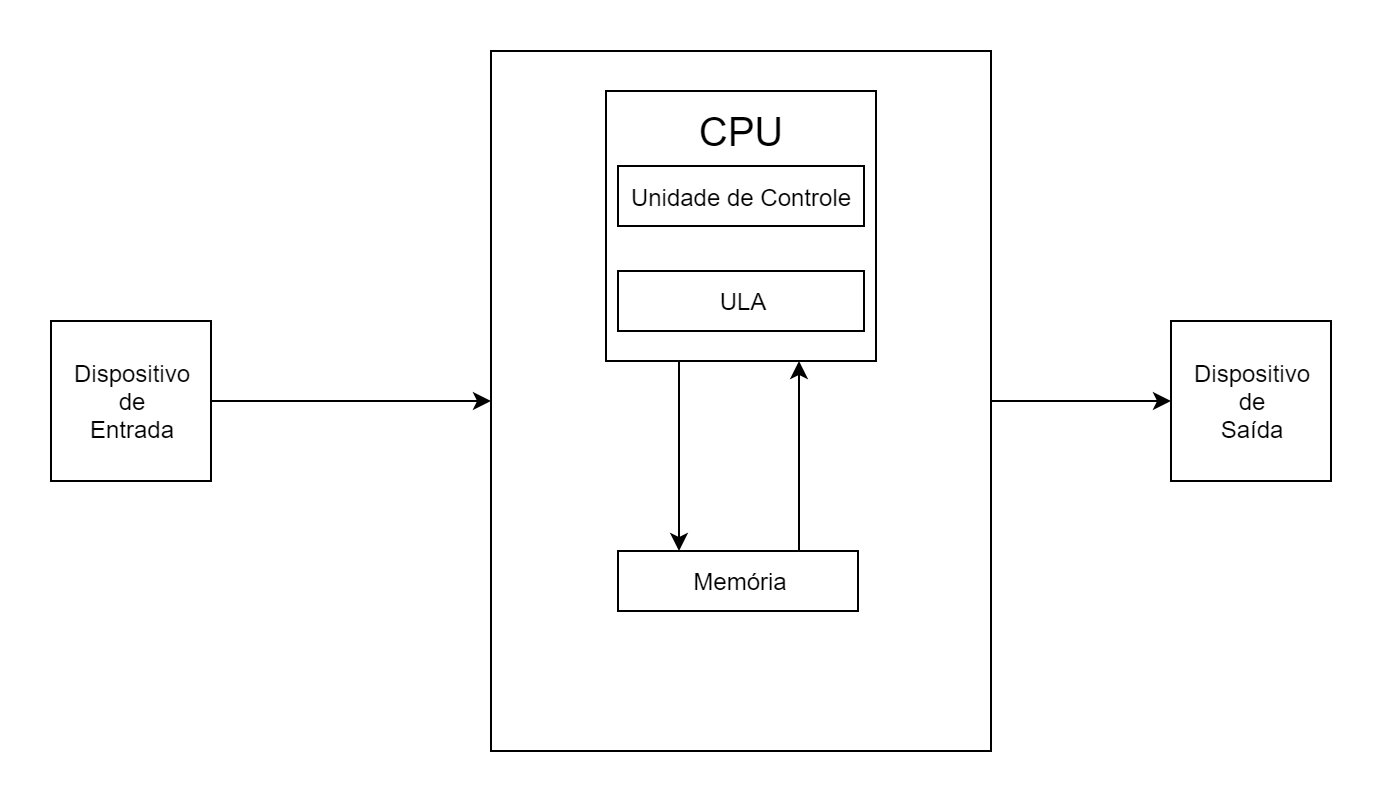 CPU
Unidade de Controle
ULA
Dispositivo
de
Entrada
Dispositivo
de
Saída
Memória